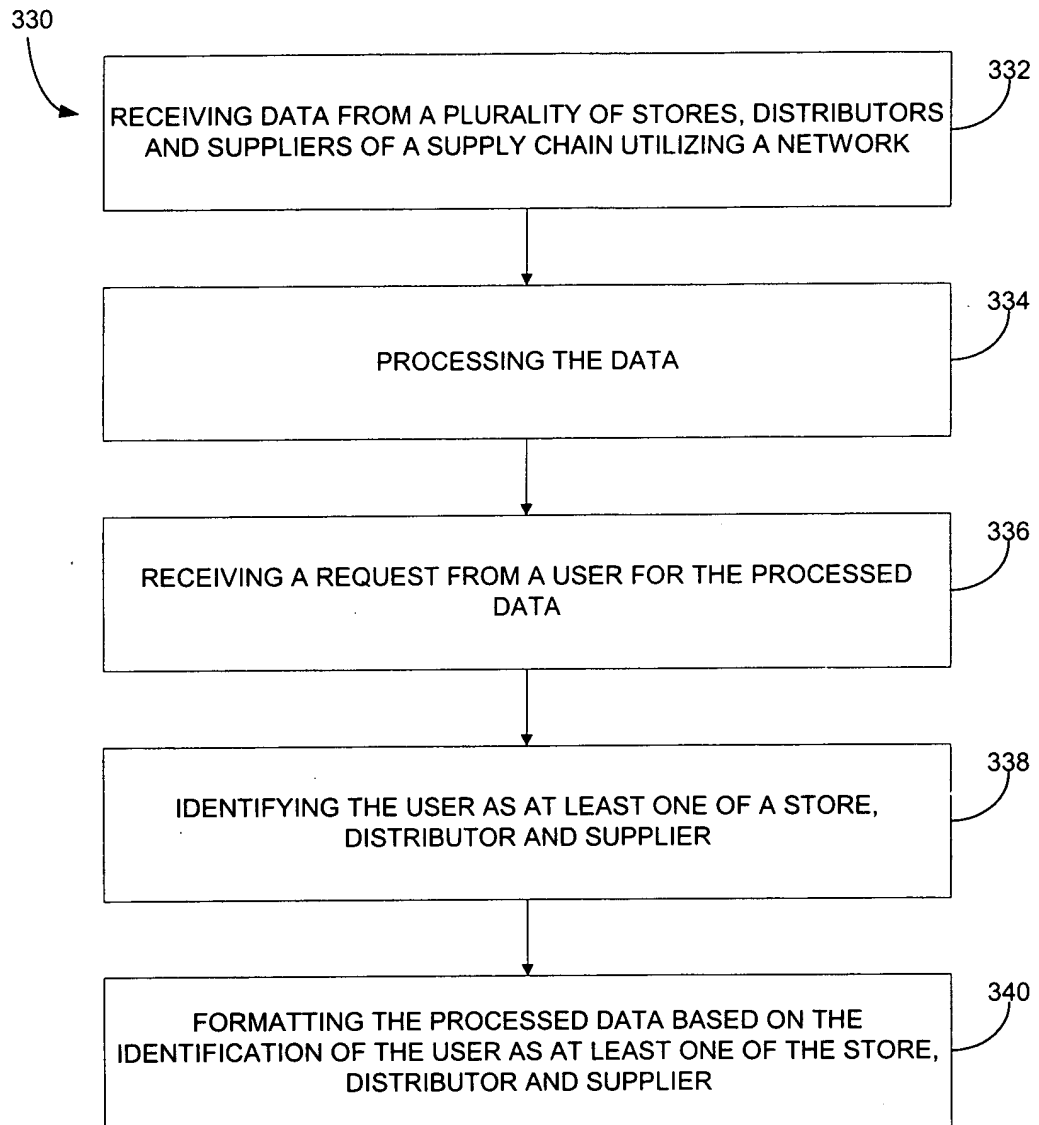 330
332
RECEIVING DATA FROM A PLURALITY OF STORES, DISTRIBUTORS
AND SUPPLIERS OF A SUPPLY CHAIN UTILIZING A NETWORK
334
PROCESSING THE DATA
336
RECEIVING A REQUEST FROM A USER FOR THE PROCESSED
DATA
338
IDENTIFYING THE USER AS AT LEAST ONE OF A STORE,
DISTRIBUTOR AND SUPPLIER
340
FORMATTING THE PROCESSED DATA BASED ON THE
IDENTIFICATION OF THE USER AS AT LEAST ONE OF THE STORE,
DISTRIBUTOR AND SUPPLIER